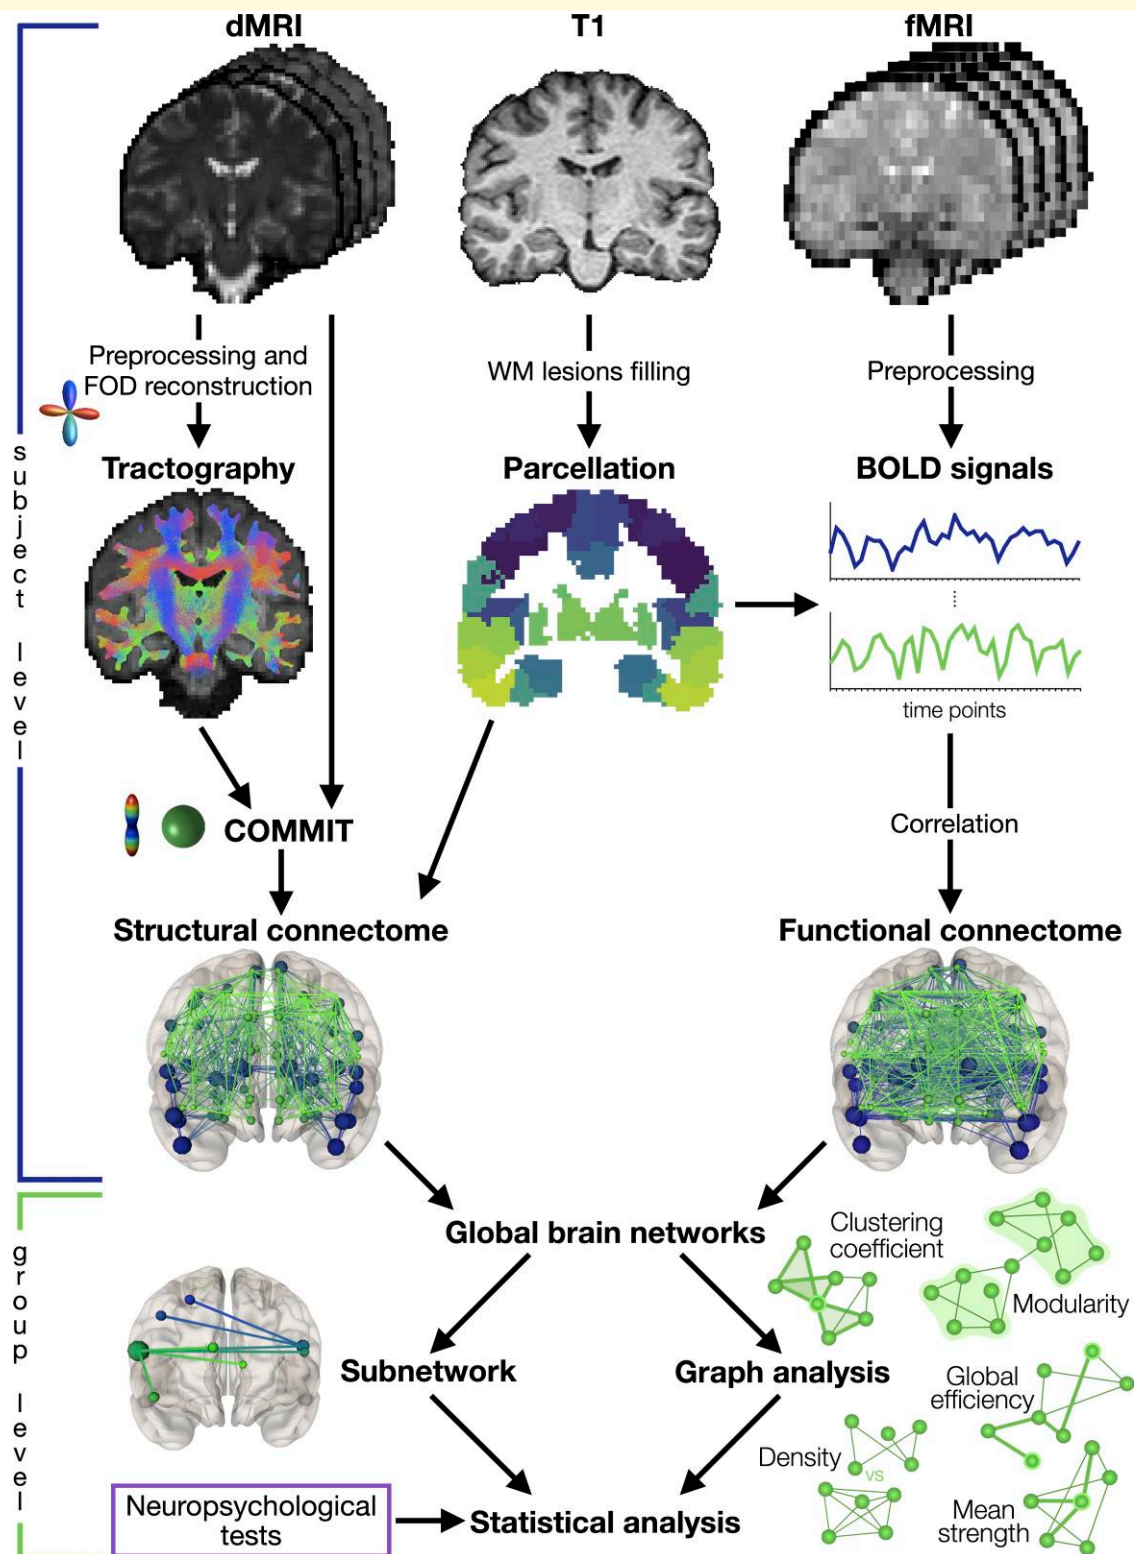 dMRI
T1
fMRI
Preprocessing and
FOD reconstruction
WM lesions filling
Preprocessing
subject level
Tractography
Parcellation
BOLD signals
time points
COMMIT
Correlation
Structural connectome
Functional connectome
group level
Global brain networks
Clustering
coefficient
Modularity
Subnetwork
Graph analysis
Global
efficiency
Density
vs
Neuropsychological
tests
Statistical analysis
Mean
strength